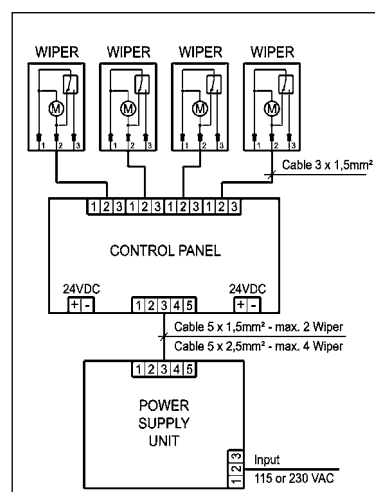 WIPER WIPER WIPER WIPER
M M M M
1 2 3 1 2 3 1 2 3 1 2 3
Cable 3 x 1,5mm²
1 2 3 1 2 3 1 2 3 1 2 3
CONTROL PANEL
24VDC 24VDC
+ - 1 2 3 4 5 + -
Cable 5 x 1,5mm² - max. 2 Wiper
Cable 5 x 2,5mm² - max. 4 Wiper
1 2 3 4 5
POWER
SUPPLY
UNIT
1 2 3
Input
115 or 230 VAC